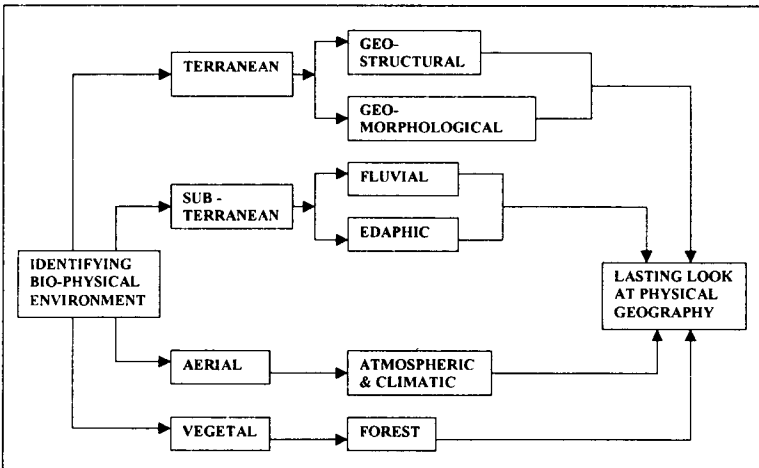 TERRANEAN
GEO-
STRUCTURAL
GEO-
MORPHOLOGICAL
SUB -
TERRANEAN
FLUVIAL
EDAPHIC
IDENTIFYING
BIO-PHYSICAL
ENVIRONMENT
LASTING LOOK
AT PHYSICAL
GEOGRAPHY
AERIAL
ATMOSPHERIC
& CLIMATIC
VEGETAL
FOREST